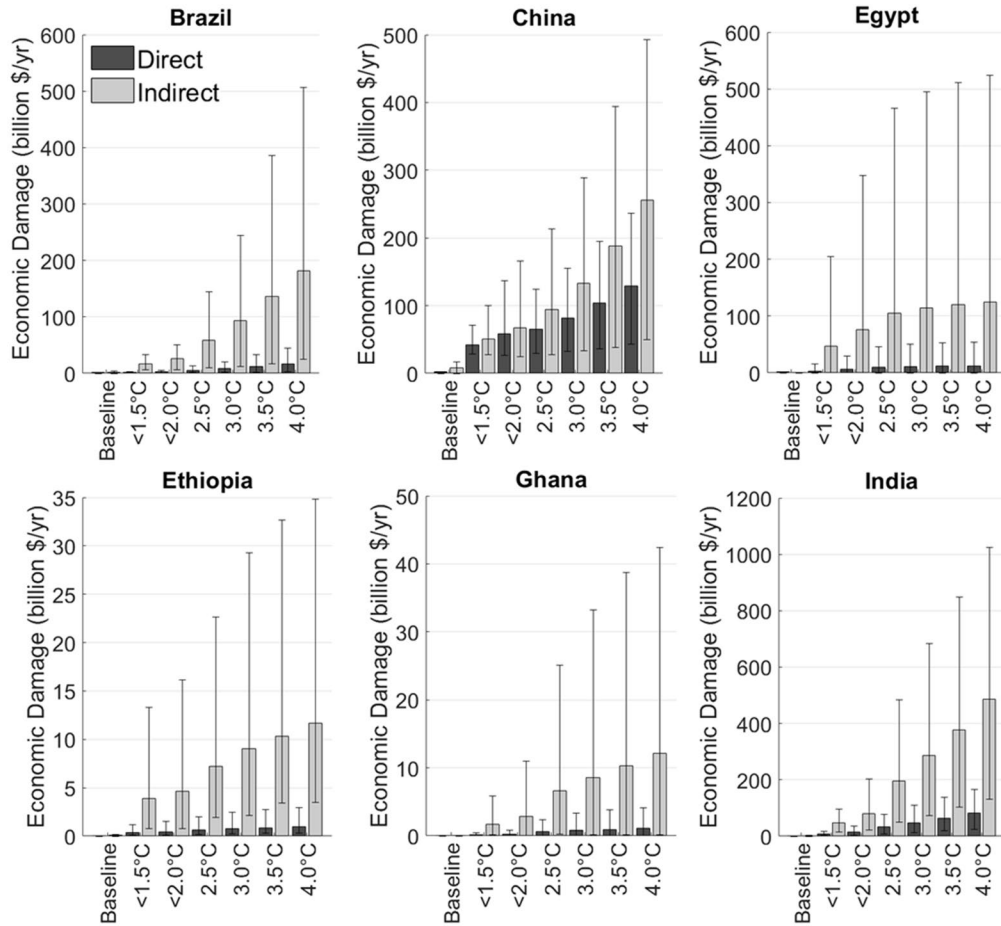 Brazil
Economic Damage (billion $/yr)
600
500
400
300
200
100
0
Direct
Indirect
Baseline
<1.5°C
<2.0°C
2.5°C
3.0°C
3.5°C
4.0°C
China
Economic Damage (billion $/yr)
500
400
300
200
100
0
Baseline
<1.5°C
<2.0°C
2.5°C
3.0°C
3.5°C
4.0°C
Egypt
Economic Damage (billion $/yr)
600
500
400
300
200
100
0
Baseline
<1.5°C
<2.0°C
2.5°C
3.0°C
3.5°C
4.0°C
Ethiopia
Economic Damage (billion $/yr)
35
30
25
20
15
10
5
0
Baseline
<1.5°C
<2.0°C
2.5°C
3.0°C
3.5°C
4.0°C
Ghana
Economic Damage (billion $/yr)
50
40
30
20
10
0
Baseline
<1.5°C
<2.0°C
2.5°C
3.0°C
3.5°C
4.0°C
India
Economic Damage (billion $/yr)
1200
1000
800
600
400
200
0
Baseline
<1.5°C
<2.0°C
2.5°C
3.0°C
3.5°C
4.0°C